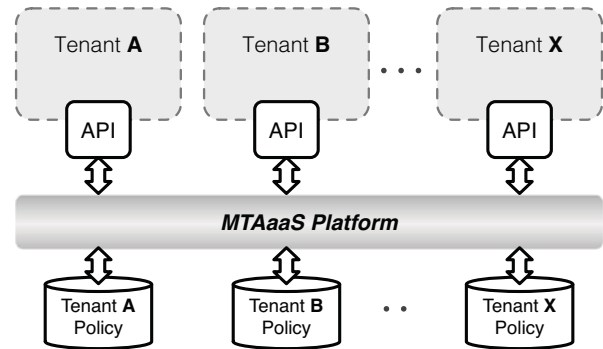 Tenant A
Tenant B
Tenant X
. . .
API
API
API
MTAaaS Platform
Tenant A
Policy
Tenant B
Policy
. .
Tenant X
Policy